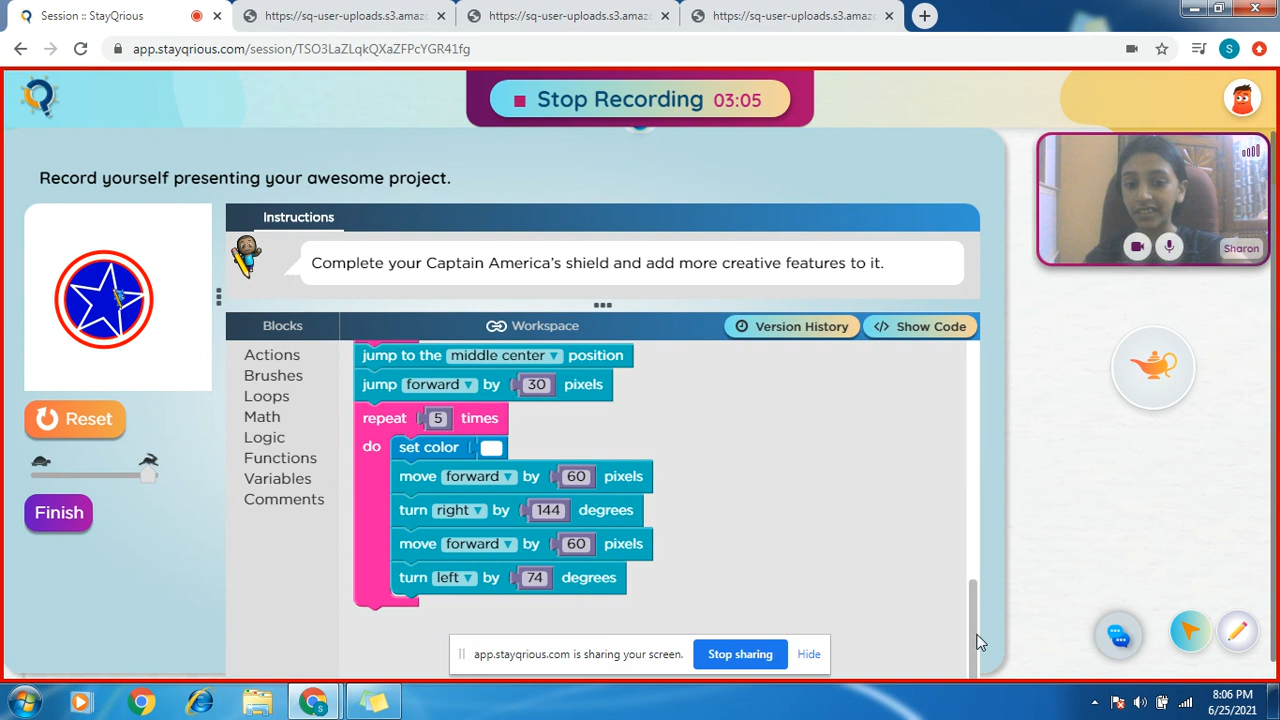 Session :: StayQrious
https://sq-user-uploads.s3.amazo
https://sq-user-uploads.s3.amazo
https://sq-user-uploads.s3.amazo
app.stayqrious.com/session/TSO3LaZLqkQXaZFPcYGR41fg
S
Stop Recording 03:05
Record yourself presenting your awesome project.
Instructions
Complete your Captain America's shield and add more creative features to it.
Sharon
Blocks
Workspace
Version History
</> Show Code
Actions
Brushes
Loops
Math
Logic
Functions
Variables
Comments
jump to the middle center position
jump forward by 30 pixels
repeat 5 times
do set color
move forward by 60 pixels
turn right by 144 degrees
move forward by 60 pixels
turn left by 74 degrees
Reset
Finish
app.stayqrious.com is sharing your screen.
Stop sharing
Hide
8:06 PM
6/25/2021